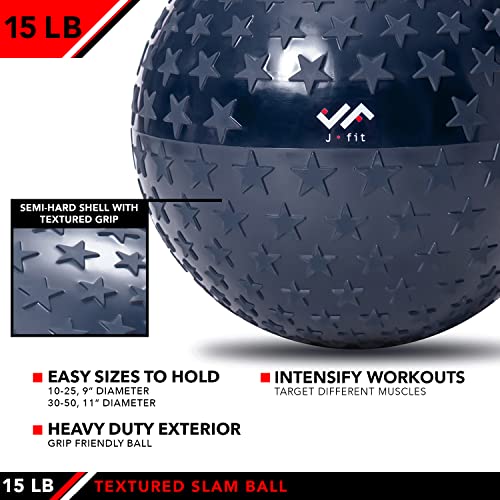 15 LB
J·fit
SEMI-HARD SHELL WITH
TEXTURED GRIP
EASY SIZES TO HOLD
10-25, 9" DIAMETER
30-50, 11" DIAMETER
INTENSIFY WORKOUTS
TARGET DIFFERENT MUSCLES
HEAVY DUTY EXTERIOR
GRIP FRIENDLY BALL
15 LB TEXTURED SLAM BALL